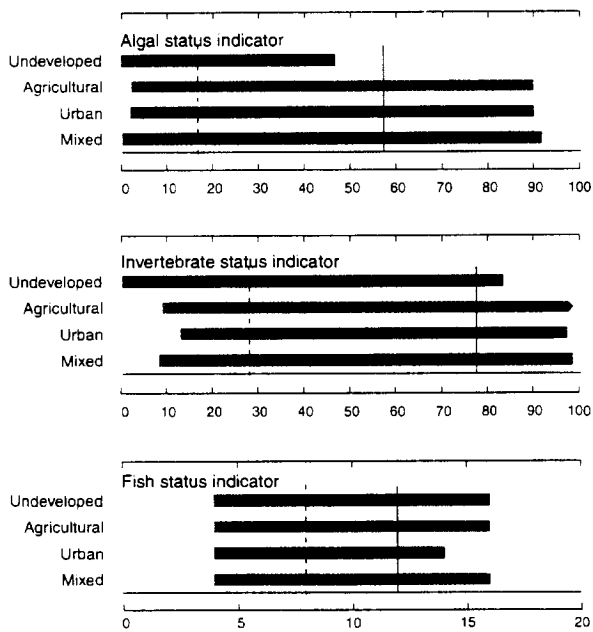 Algal status indicator
Undeveloped
Agricultural
Urban
Mixed
0 10 20 30 40 50 60 70 80 90 100
Invertebrate status indicator
Undeveloped
Agricultural
Urban
Mixed
0 10 20 30 40 50 60 70 80 90 100
Fish status indicator
Undeveloped
Agricultural
Urban
Mixed
0 5 10 15 20